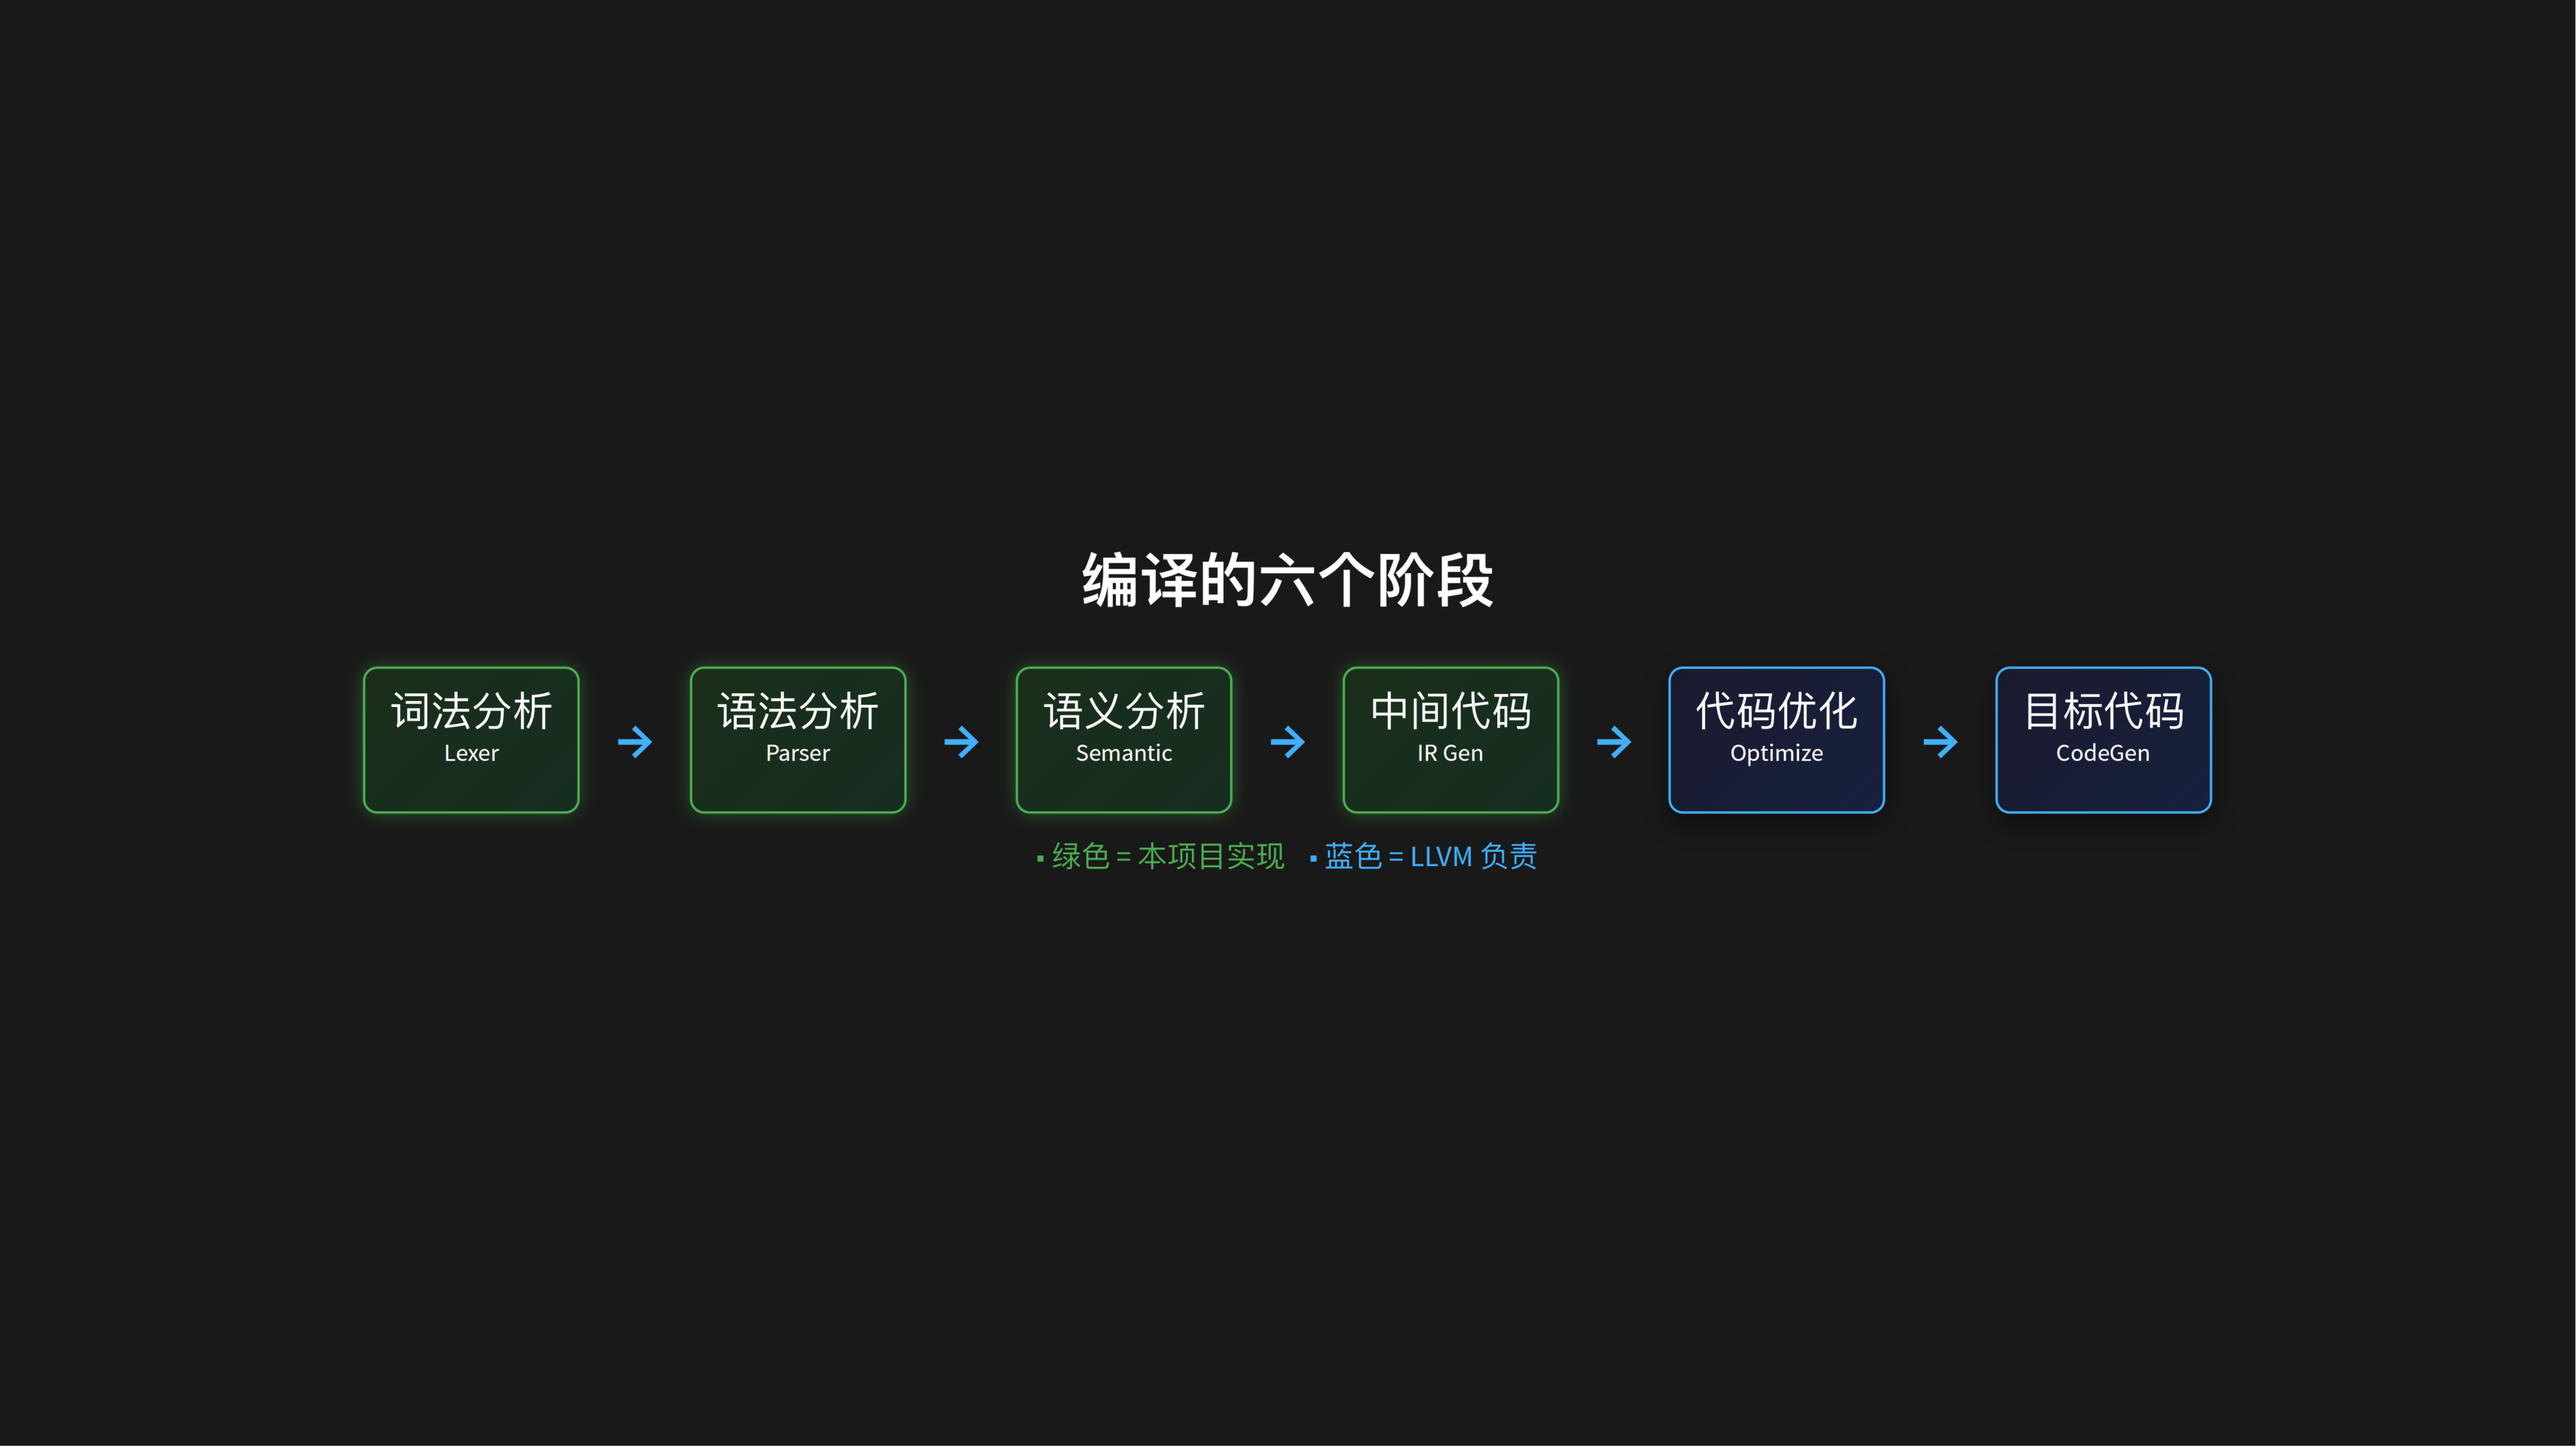 编译的六个阶段
词法分析
Lexer
→
语法分析
Parser
→
语义分析
Semantic
→
中间代码
IR Gen
→
代码优化
Optimize
→
目标代码
CodeGen
▪ 绿色 = 本项目实现 ▪ 蓝色 = LLVM 负责